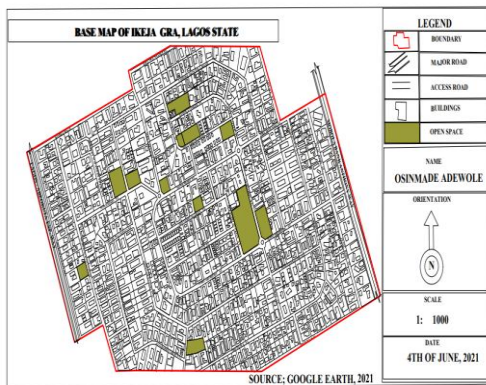 BASE MAP OF IKEJA GRA, LAGOS STATE
LEGEND
BOUNDARY
MAJOR ROAD
ACCESS ROAD
BUILDINGS
OPEN SPACE
NAME
OSINMADE ADEWOLE
ORIENTATION
N
SCALE
1: 1000
DATE
4TH OF JUNE, 2021
SOURCE; GOOGLE EARTH, 2021